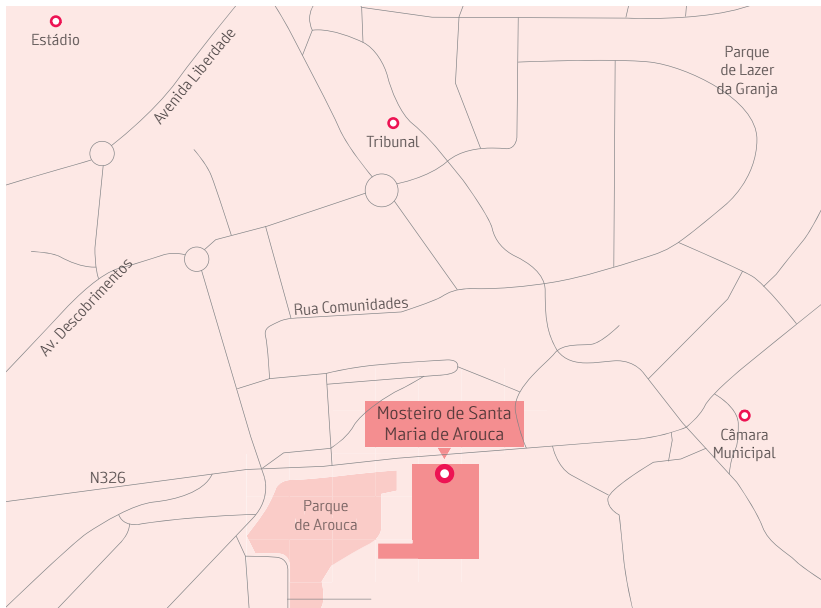 Estádio
Avenida Liberdade
Parque
de Lazer
da Granja
Tribunal
Av. Descobrimentos
Rua Comunidades
Mosteiro de Santa
Maria de Arouca
Câmara
Municipal
N326
Parque
de Arouca